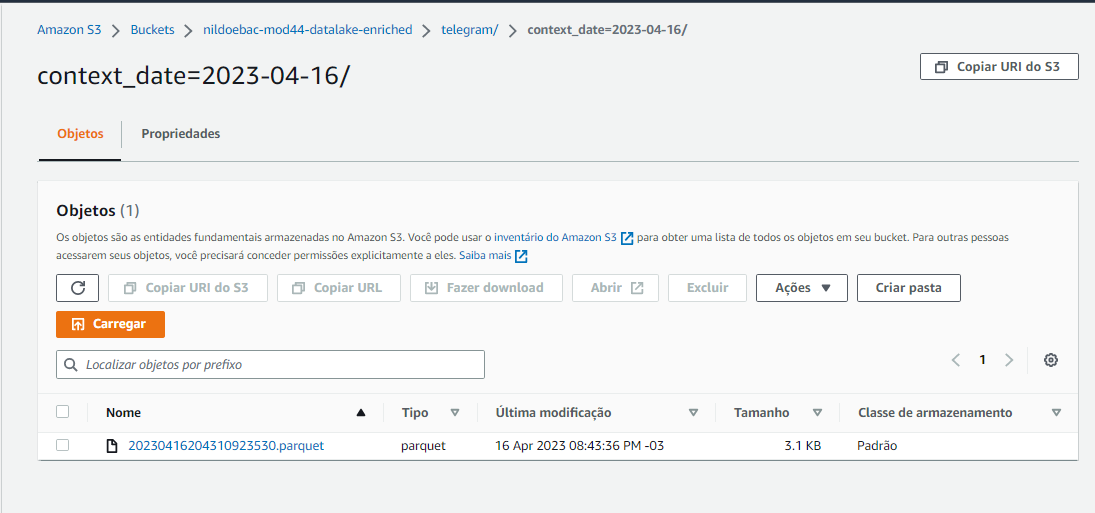 Amazon S3 > Buckets > nildoebac-mod44-datalake-enriched > telegram/ > context_date=2023-04-16/
context_date=2023-04-16/
Copiar URI do S3
Objetos
Propriedades
Objetos (1)
Os objetos são as entidades fundamentais armazenadas no Amazon S3. Você pode usar o inventário do Amazon S3 para obter uma lista de todos os objetos em seu bucket. Para outras pessoas
acessarem seus objetos, você precisará conceder permissões explicitamente a eles. Saiba mais
Copiar URI do S3 Copiar URL Fazer download Abrir Excluir Ações Criar pasta
Carregar
Localizar objetos por prefixo
1
Nome Tipo Última modificação Tamanho Classe de armazenamento
20230416204310923530.parquet parquet 16 Apr 2023 08:43:36 PM -03 3.1 KB Padrão